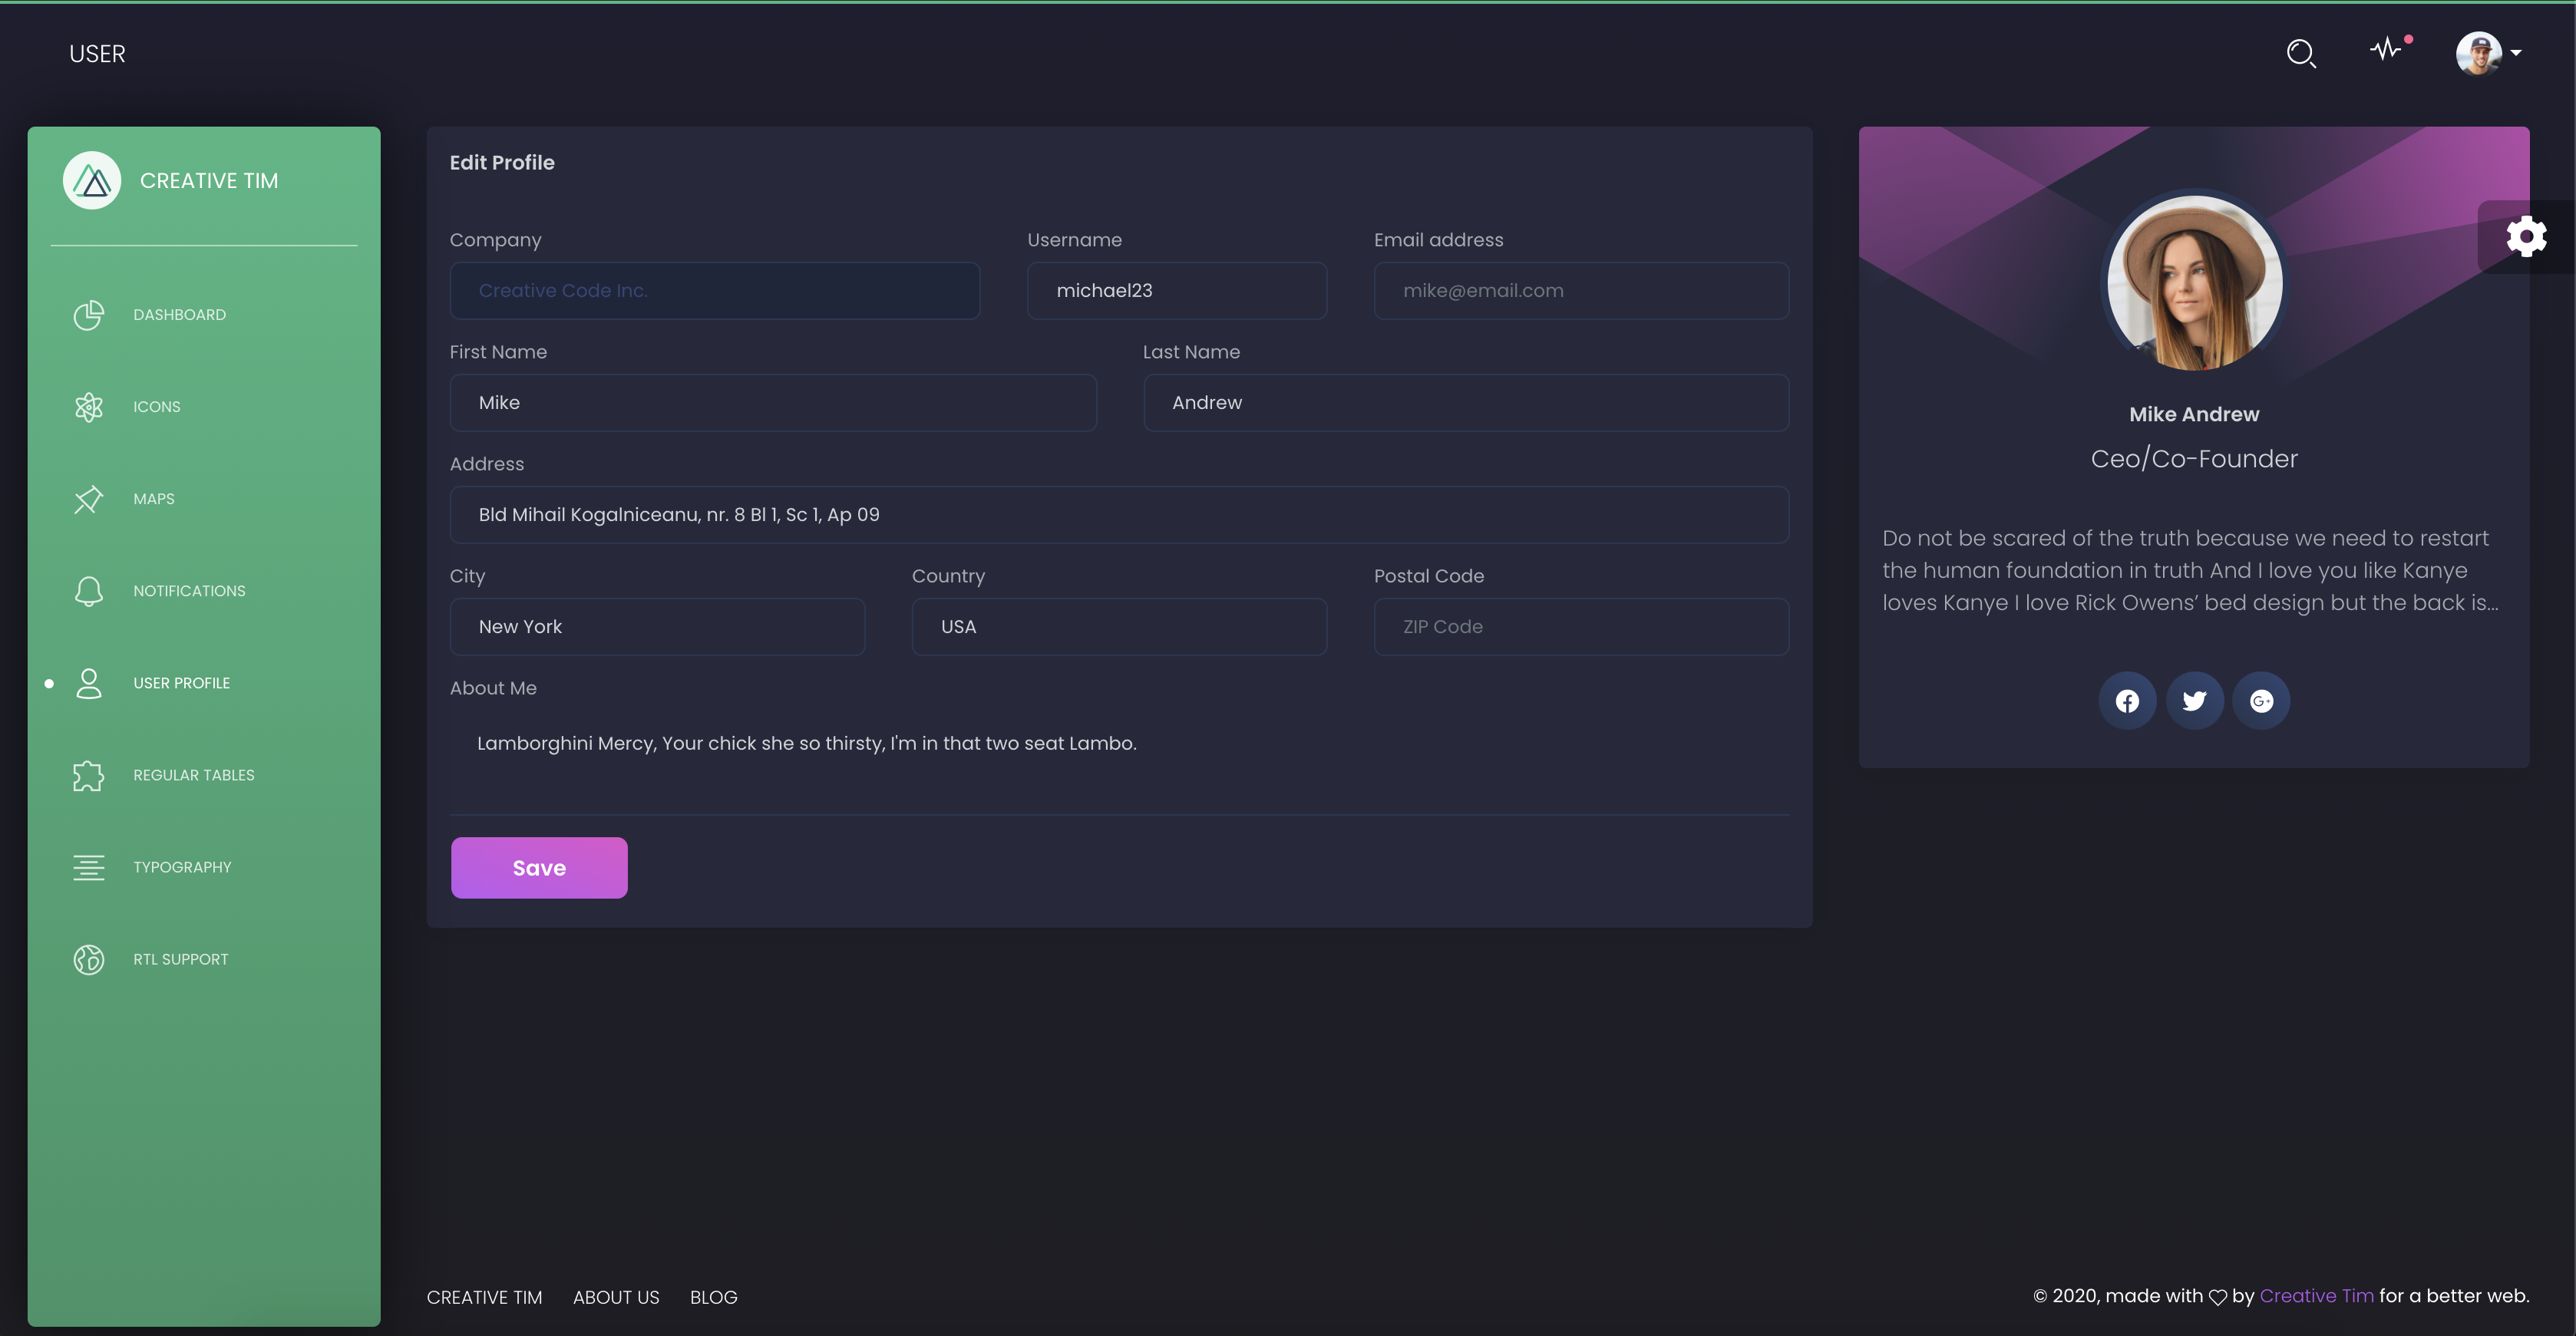 USER
CREATIVE TIM
DASHBOARD
ICONS
MAPS
NOTIFICATIONS
USER PROFILE
REGULAR TABLES
TYPOGRAPHY
RTL SUPPORT
Edit Profile
Company
Username
Email address
Creative Code Inc.
michael23
mike@email.com
First Name
Last Name
Mike
Andrew
Address
Bld Mihail Kogalniceanu, nr. 8 Bl 1, Sc 1, Ap 09
City
Country
Postal Code
New York
USA
ZIP Code
About Me
Lamborghini Mercy, Your chick she so thirsty, I'm in that two seat Lambo.
Save
Mike Andrew
Ceo/Co-Founder
Do not be scared of the truth because we need to restart
the human foundation in truth And I love you like Kanye
loves Kanye I love Rick Owens’ bed design but the back is...
G+
CREATIVE TIM ABOUT US BLOG
© 2020, made with ♡ by Creative Tim for a better web.